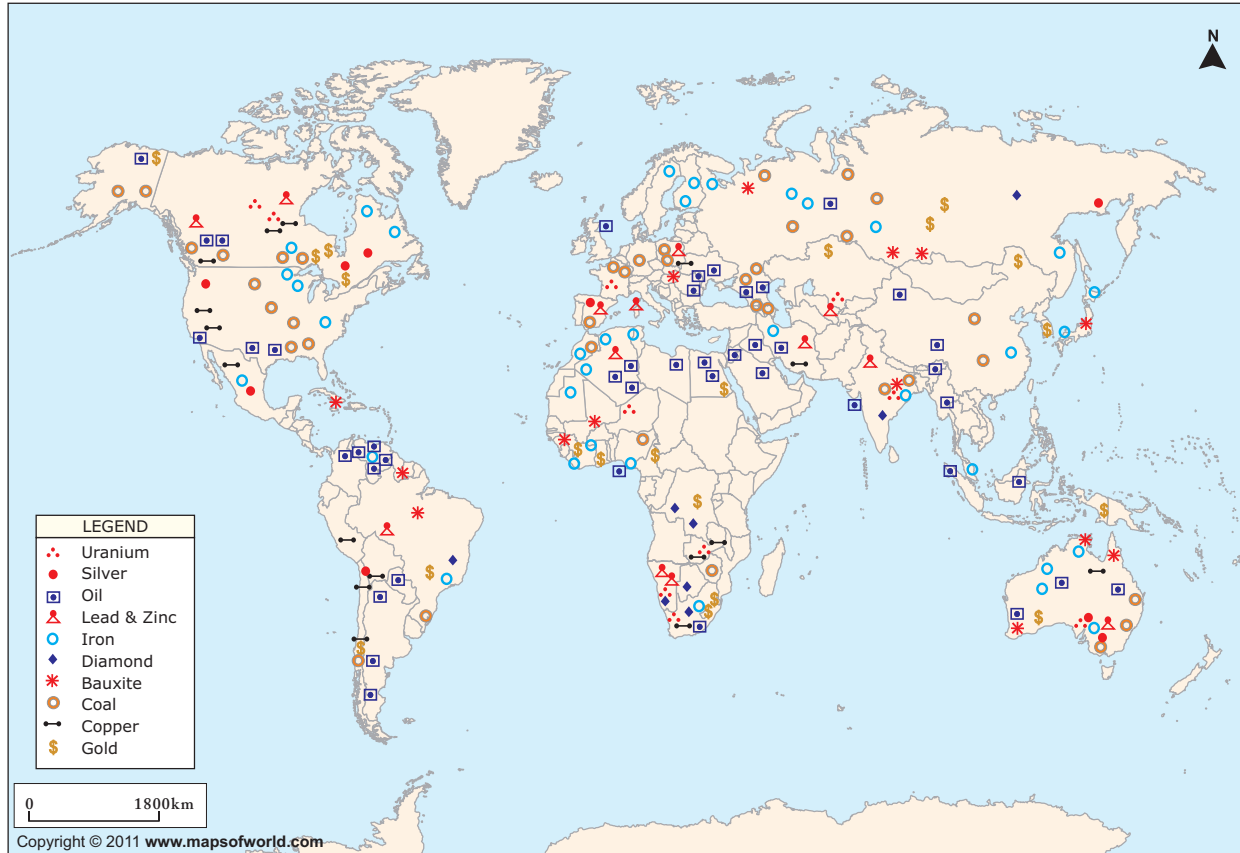 N
LEGEND
Uranium
Silver
Oil
Lead & Zinc
Iron
Diamond
Bauxite
Coal
Copper
$ Gold
0 1800km
Copyright © 2011 www.mapsofworld.com